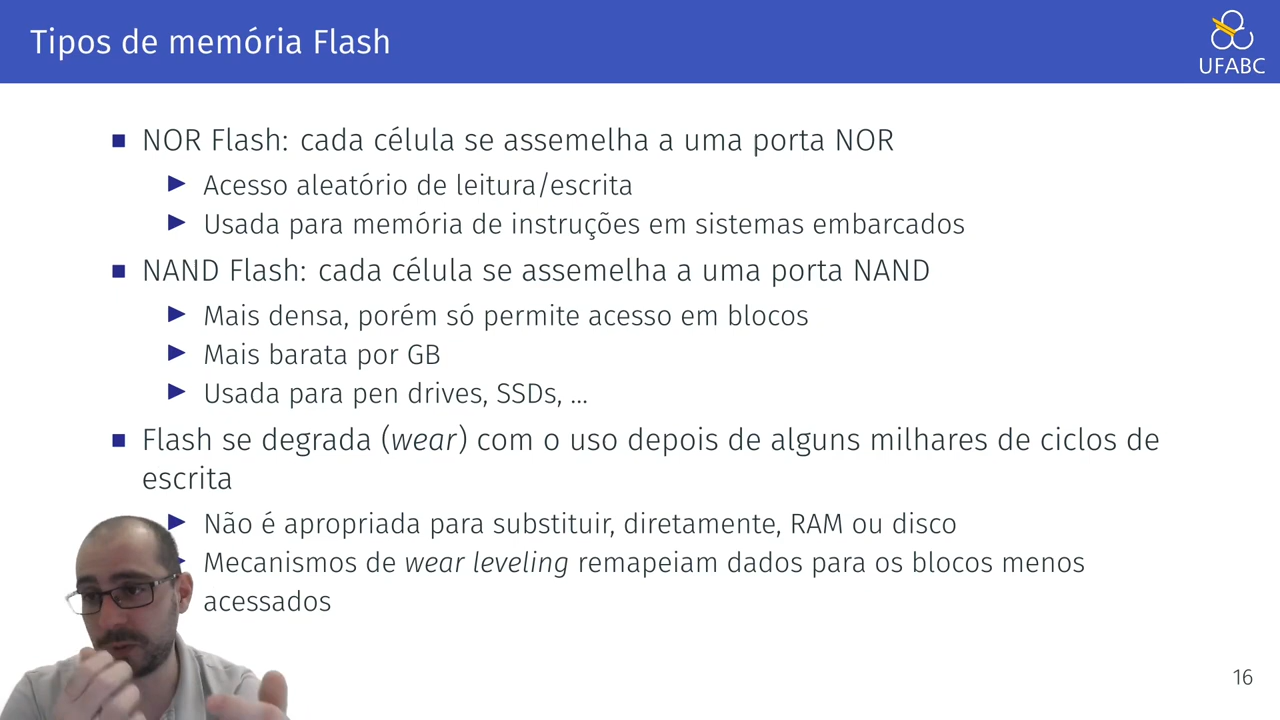 Tipos de memória Flash
UFABC
NOR Flash: cada célula se assemelha a uma porta NOR
Acesso aleatório de leitura/escrita
Usada para memória de instruções em sistemas embarcados
NAND Flash: cada célula se assemelha a uma porta NAND
Mais densa, porém só permite acesso em blocos
Mais barata por GB
Usada para pen drives, SSDs, ...
Flash se degrada (wear) com o uso depois de alguns milhares de ciclos de
escrita
Não é apropriada para substituir, diretamente, RAM ou disco
Mecanismos de wear leveling remapeiam dados para os blocos menos
acessados
16